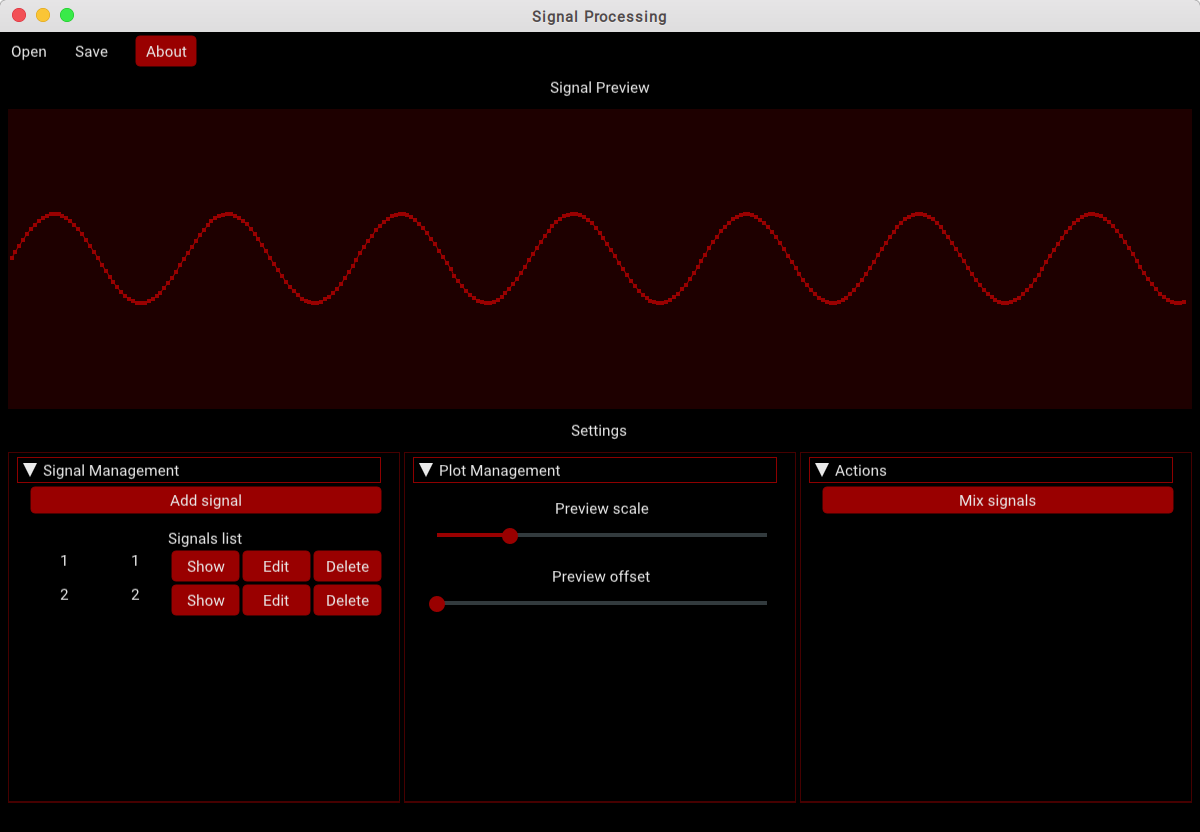 Signal Processing
Open Save About
Signal Preview
Settings
Signal Management
Add signal
Signals list
1 1 Show Edit Delete
2 2 Show Edit Delete
Plot Management
Preview scale
Preview offset
Actions
Mix signals